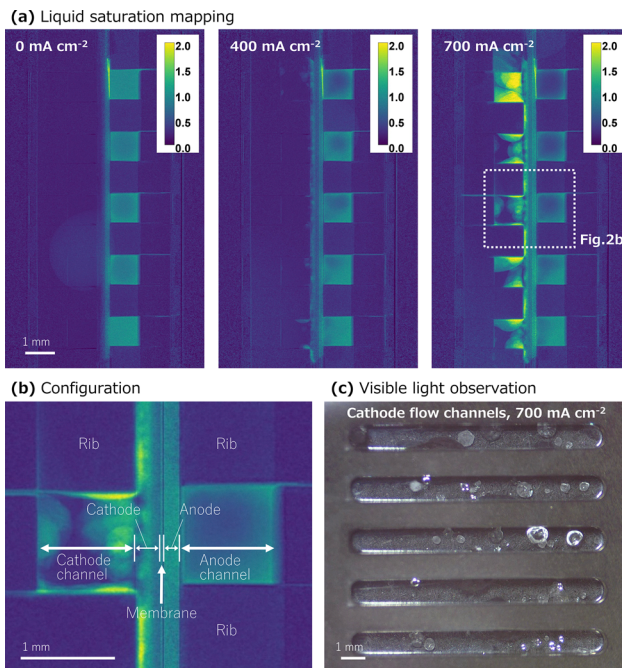 (a) Liquid saturation mapping
0 mA cm-2
2.0
1.5
1.0
0.5
0.0
1 mm
400 mA cm-2
2.0
1.5
1.0
0.5
0.0
700 mA cm-2
2.0
1.5
1.0
0.5
0.0
Fig.2b
(b) Configuration
Rib
Rib
Cathode
Anode
Cathode
channel
Anode
channel
Membrane
Rib
Rib
1 mm
(c) Visible light observation
Cathode flow channels, 700 mA cm-2
1 mm